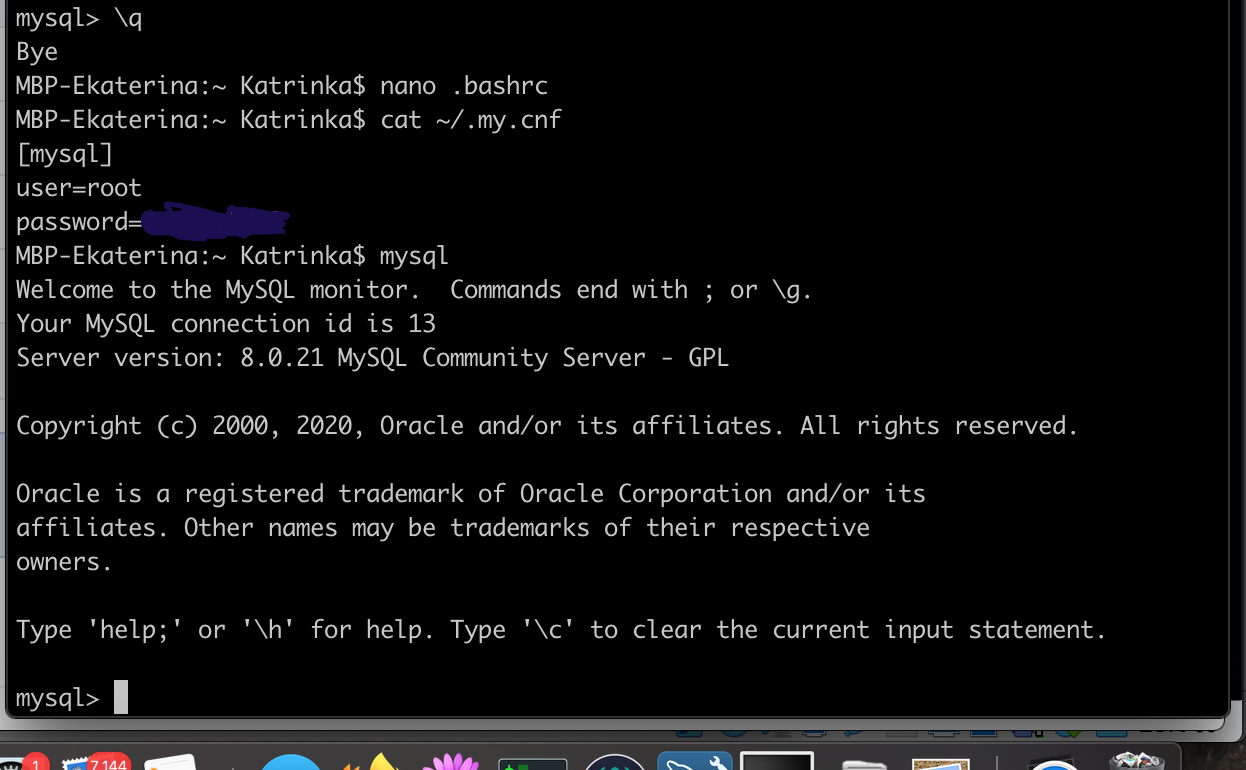 mysql> \q
Bye
MBP-Ekaterina:~ Katrinka$ nano .bashrc
MBP-Ekaterina:~ Katrinka$ cat ~/.my.cnf
[mysql]
user=root
password=
MBP-Ekaterina:~ Katrinka$ mysql
Welcome to the MySQL monitor.  Commands end with ; or \g.
Your MySQL connection id is 13
Server version: 8.0.21 MySQL Community Server - GPL
Copyright (c) 2000, 2020, Oracle and/or its affiliates. All rights reserved.
Oracle is a registered trademark of Oracle Corporation and/or its
affiliates. Other names may be trademarks of their respective
owners.
Type 'help;' or '\h' for help. Type '\c' to clear the current input statement.
mysql>
1
7 144